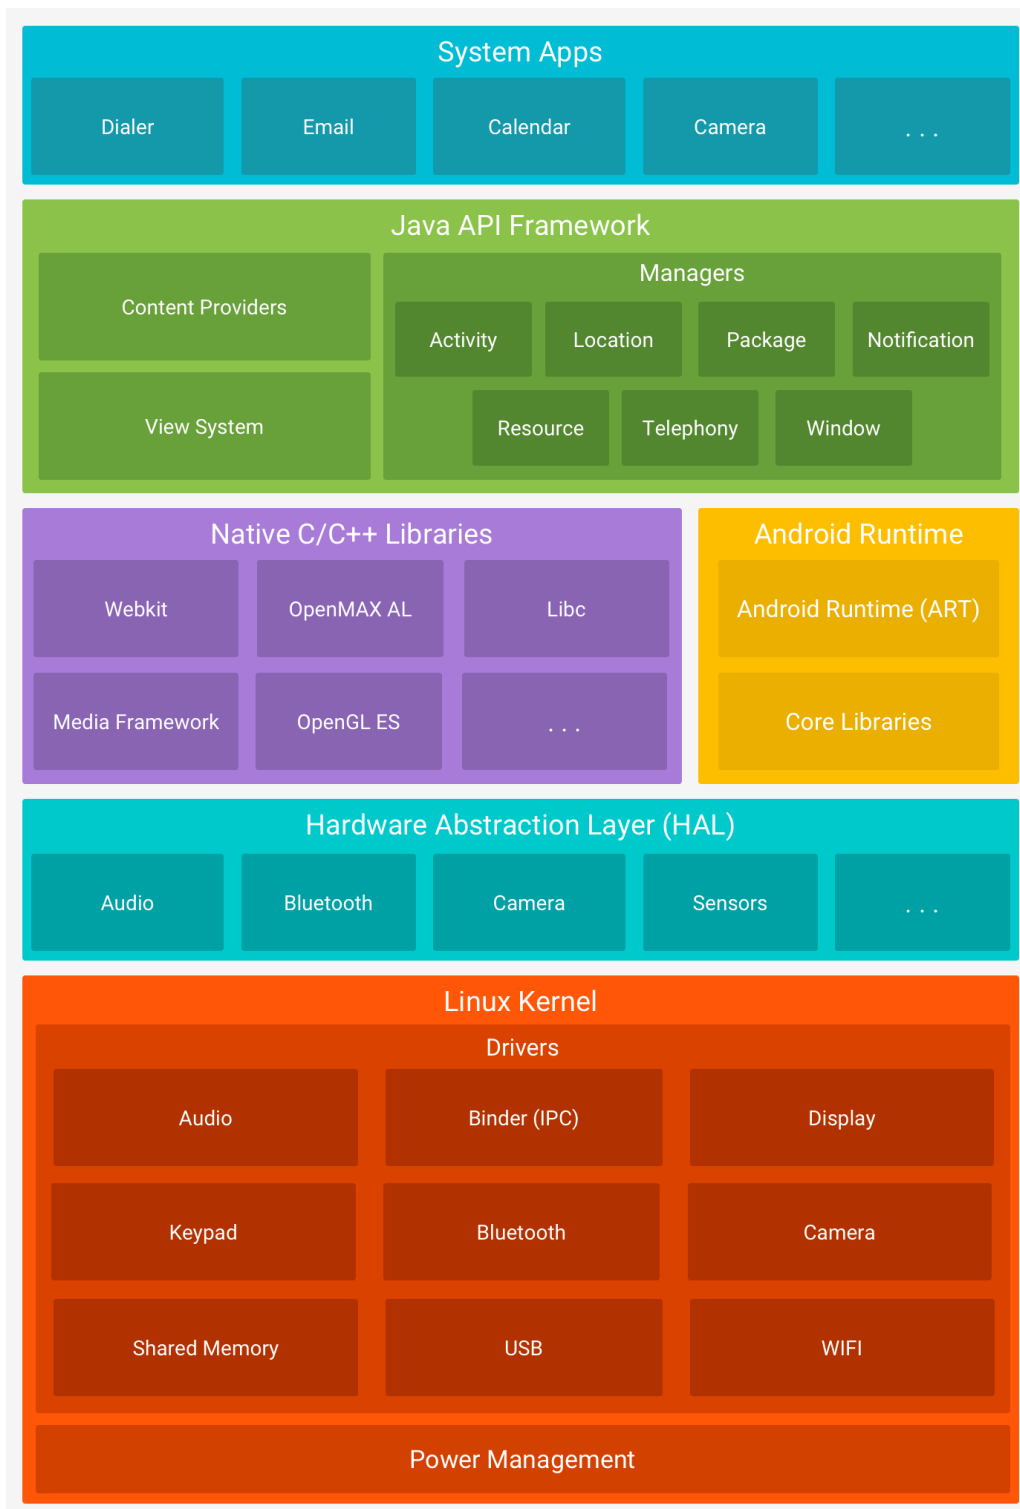 System Apps
Dialer
Email
Calendar
Camera
. . .
Java API Framework
Content Providers
View System
Managers
Activity
Location
Package
Notification
Resource
Telephony
Window
Native C/C++ Libraries
Webkit
OpenMAX AL
Libc
Media Framework
OpenGL ES
. . .
Android Runtime
Android Runtime (ART)
Core Libraries
Hardware Abstraction Layer (HAL)
Audio
Bluetooth
Camera
Sensors
. . .
Linux Kernel
Drivers
Audio
Binder (IPC)
Display
Keypad
Bluetooth
Camera
Shared Memory
USB
WIFI
Power Management